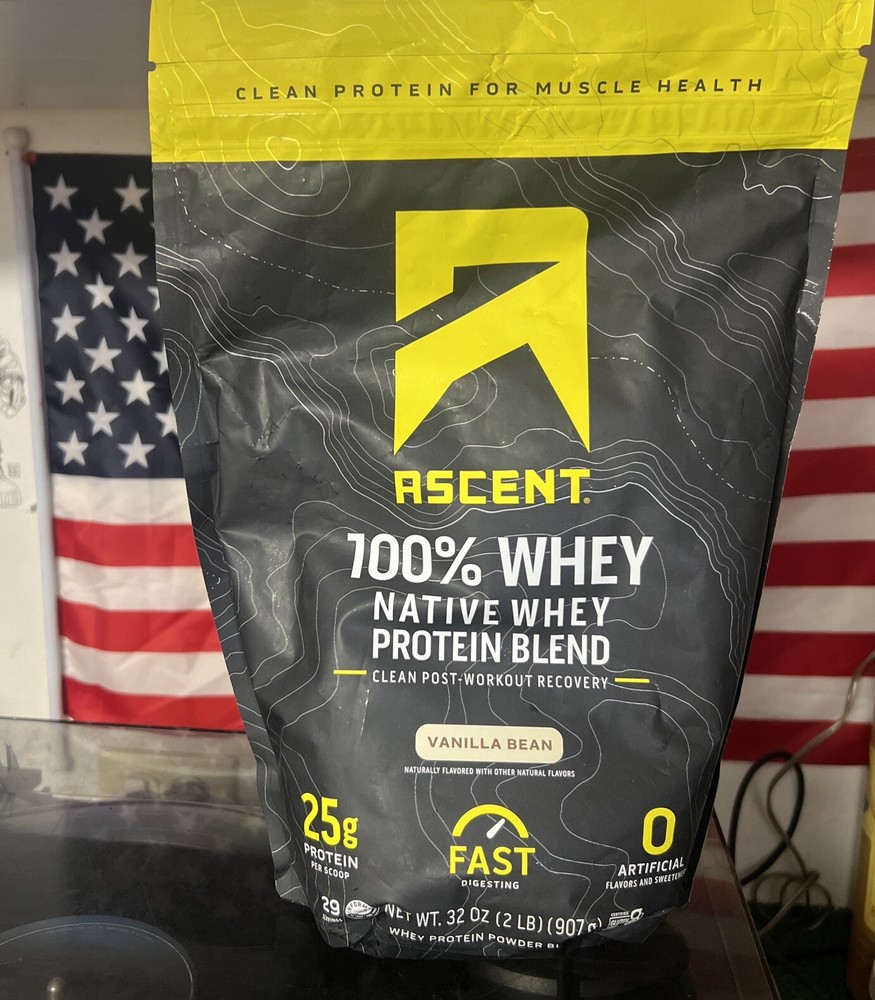 CLEAN PROTEIN FOR MUSCLE HEALTH
ASCENT®
100% WHEY
NATIVE WHEY
PROTEIN BLEND
CLEAN POST-WORKOUT RECOVERY
VANILLA BEAN
NATURALLY FLAVORED WITH OTHER NATURAL FLAVORS
25g
PROTEIN
PER SCOOP
FAST
DIGESTING
0
ARTIFICIAL
FLAVORS AND
29
NET WT. 32 OZ (2 LB) (907g)
WHEY PROTEIN POWDER